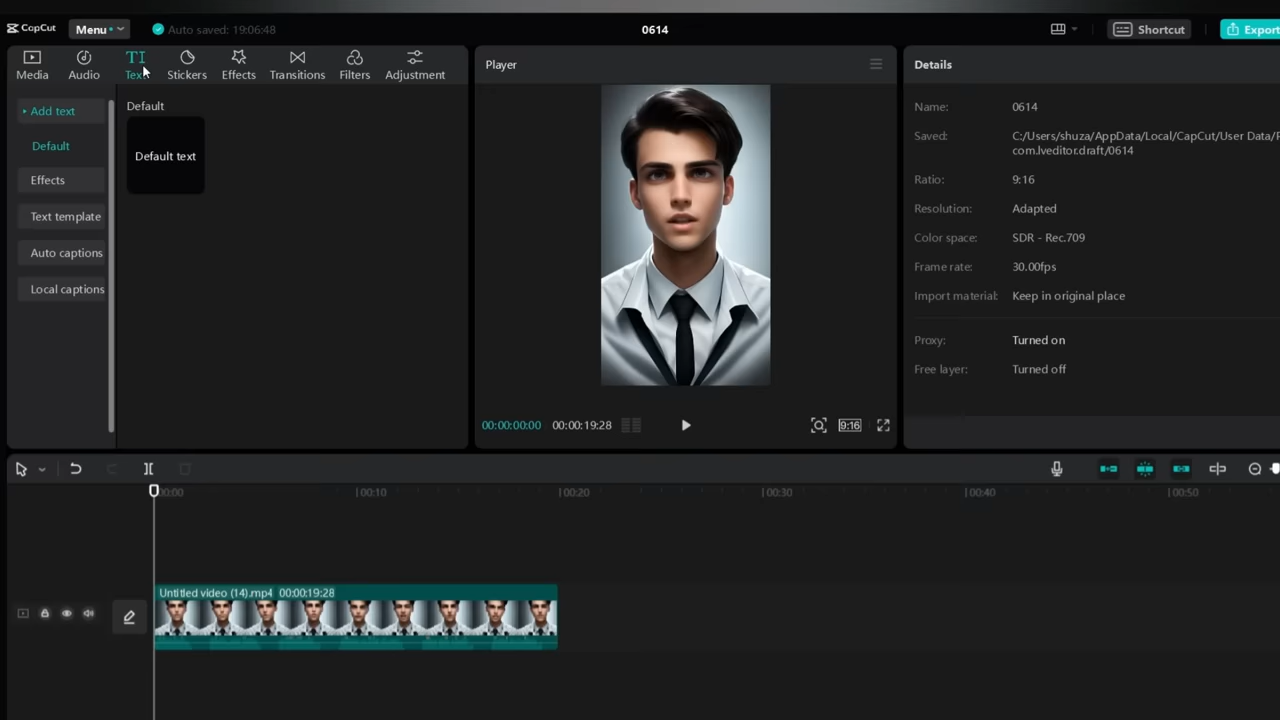 CapCut
Menu
Auto saved: 19:06:48
0614
Shortcut
Export
Media
Audio
Text
Stickers
Effects
Transitions
Filters
Adjustment
Player
Details
Add text
Default
Effects
Text template
Auto captions
Local captions
Default
Default text
Name: 0614
Saved: C:/Users/shuza/AppData/Local/CapCut/User Data/
com.lveditor.draft/0614
Ratio: 9:16
Resolution: Adapted
Color space: SDR - Rec.709
Frame rate: 30.00fps
Import material: Keep in original place
Proxy: Turned on
Free layer: Turned off
00:00:00:00 00:00:19:28
9:16
00:00 00:10 00:20 00:30 00:40 00:50
Untitled video (14).mp4 00:00:19:28